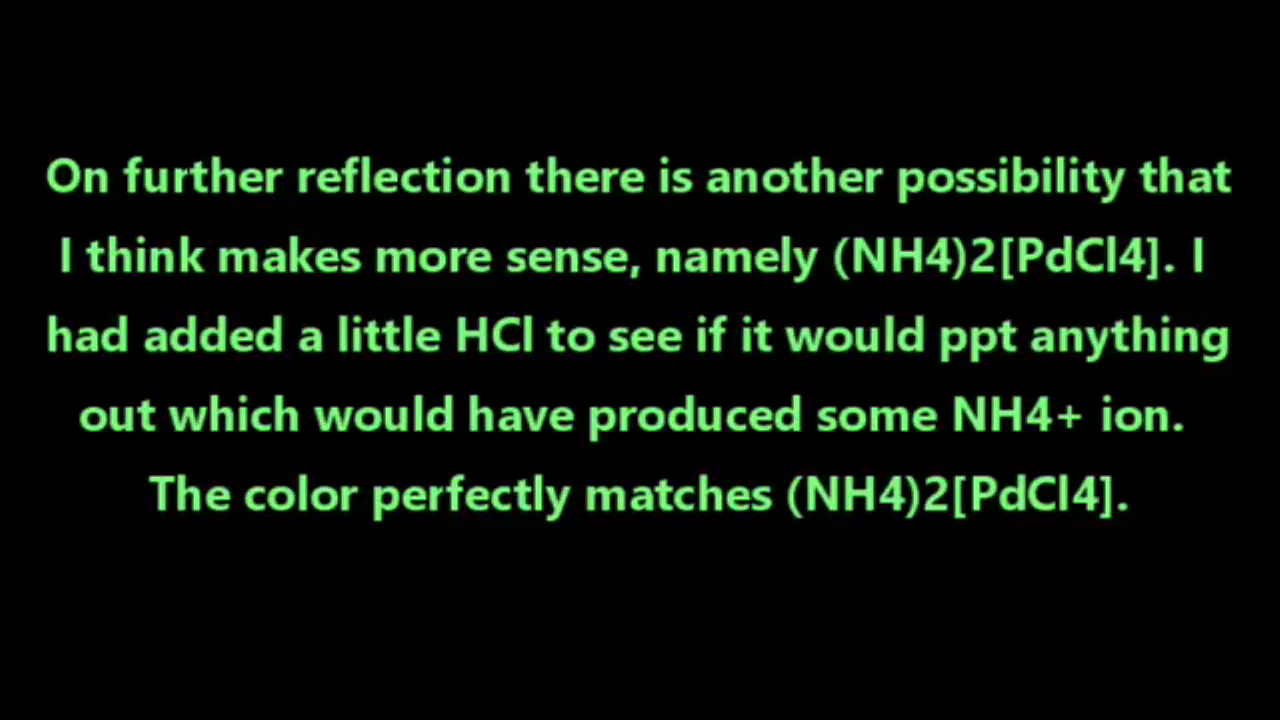 On further reflection there is another possibility that
I think makes more sense, namely (NH4)2[PdCl4]. I
had added a little HCl to see if it would ppt anything
out which would have produced some NH4+ ion.
The color perfectly matches (NH4)2[PdCl4].